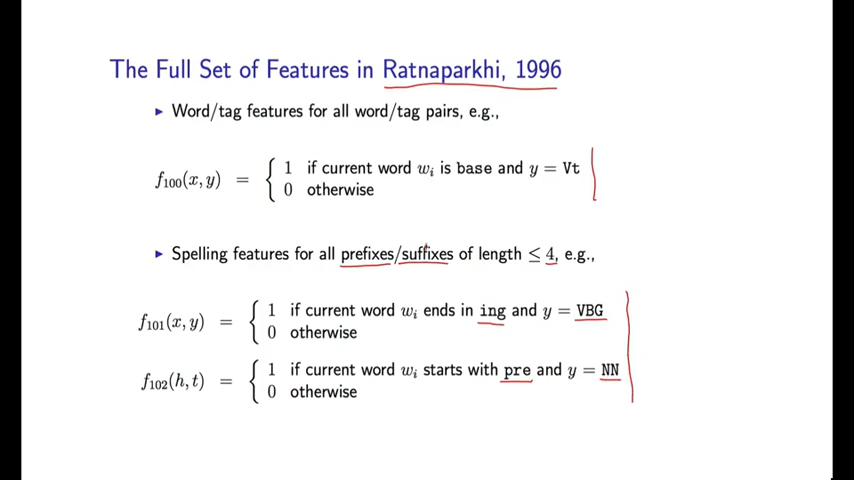 The Full Set of Features in Ratnaparkhi, 1996
▶ Word/tag features for all word/tag pairs, e.g.,
f₁₀₀(x, y) = { 1 if current word wᵢ is base and y = Vt
0 otherwise
▶ Spelling features for all prefixes/suffixes of length ≤ 4, e.g.,
f₁₀₁(x, y) = { 1 if current word wᵢ ends in ing and y = VBG
0 otherwise
f₁₀₂(h, t) = { 1 if current word wᵢ starts with pre and y = NN
0 otherwise